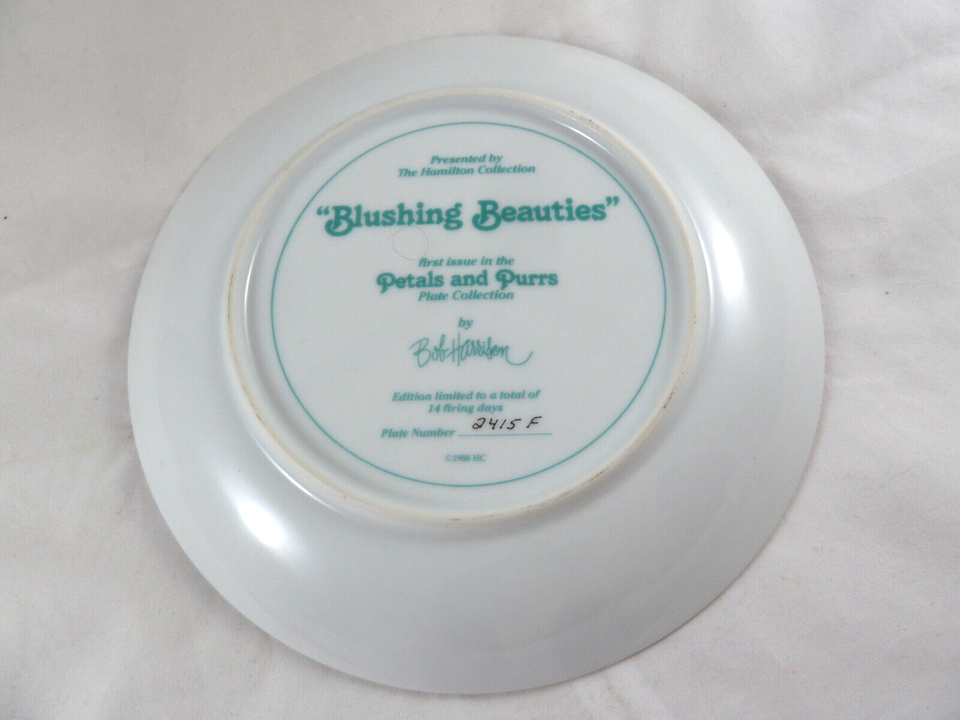 Presented by
The Hamilton Collection
“Blushing Beauties”
first issue in the
Petals and Purrs
Plate Collection
by
Bob Harrison
Edition limited to a total of
14 firing days
Plate Number 2415 F
©1988 HC